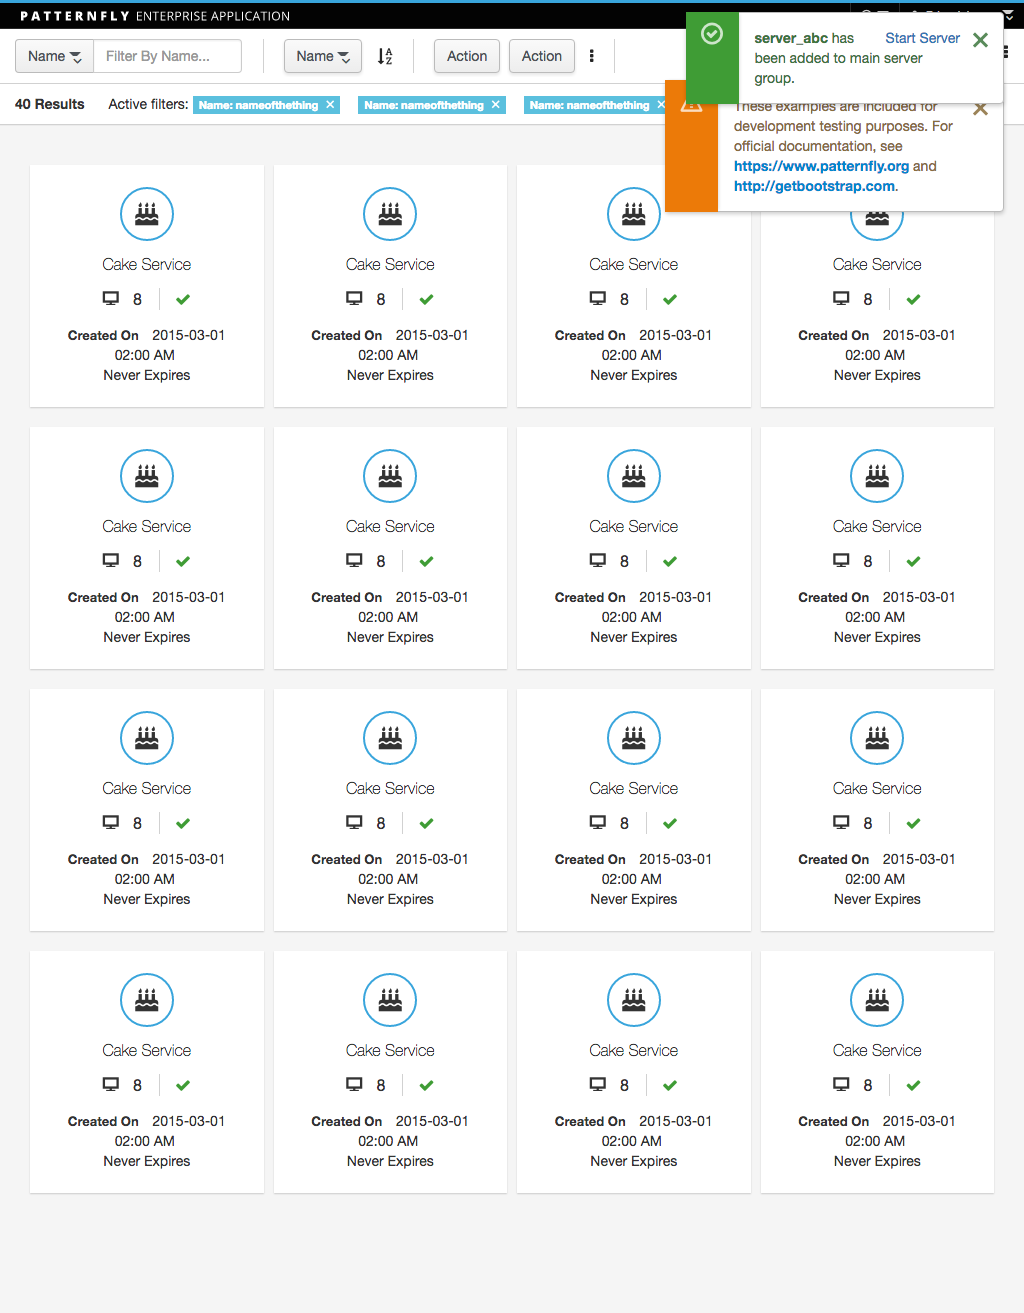 PATTERNFLY ENTERPRISE APPLICATION
Name Filter By Name... Name Action Action
server_abc has Start Server
been added to main server
group.
40 Results Active filters: Name: nameofthething Name: nameofthething Name: nameofthething
These examples are included for
development testing purposes. For
official documentation, see
https://www.patternfly.org and
http://getbootstrap.com.
Cake Service Cake Service Cake Service Cake Service
8 8 8 8
Created On 2015-03-01 Created On 2015-03-01 Created On 2015-03-01 Created On 2015-03-01
02:00 AM 02:00 AM 02:00 AM 02:00 AM
Never Expires Never Expires Never Expires Never Expires
Cake Service Cake Service Cake Service Cake Service
8 8 8 8
Created On 2015-03-01 Created On 2015-03-01 Created On 2015-03-01 Created On 2015-03-01
02:00 AM 02:00 AM 02:00 AM 02:00 AM
Never Expires Never Expires Never Expires Never Expires
Cake Service Cake Service Cake Service Cake Service
8 8 8 8
Created On 2015-03-01 Created On 2015-03-01 Created On 2015-03-01 Created On 2015-03-01
02:00 AM 02:00 AM 02:00 AM 02:00 AM
Never Expires Never Expires Never Expires Never Expires
Cake Service Cake Service Cake Service Cake Service
8 8 8 8
Created On 2015-03-01 Created On 2015-03-01 Created On 2015-03-01 Created On 2015-03-01
02:00 AM 02:00 AM 02:00 AM 02:00 AM
Never Expires Never Expires Never Expires Never Expires